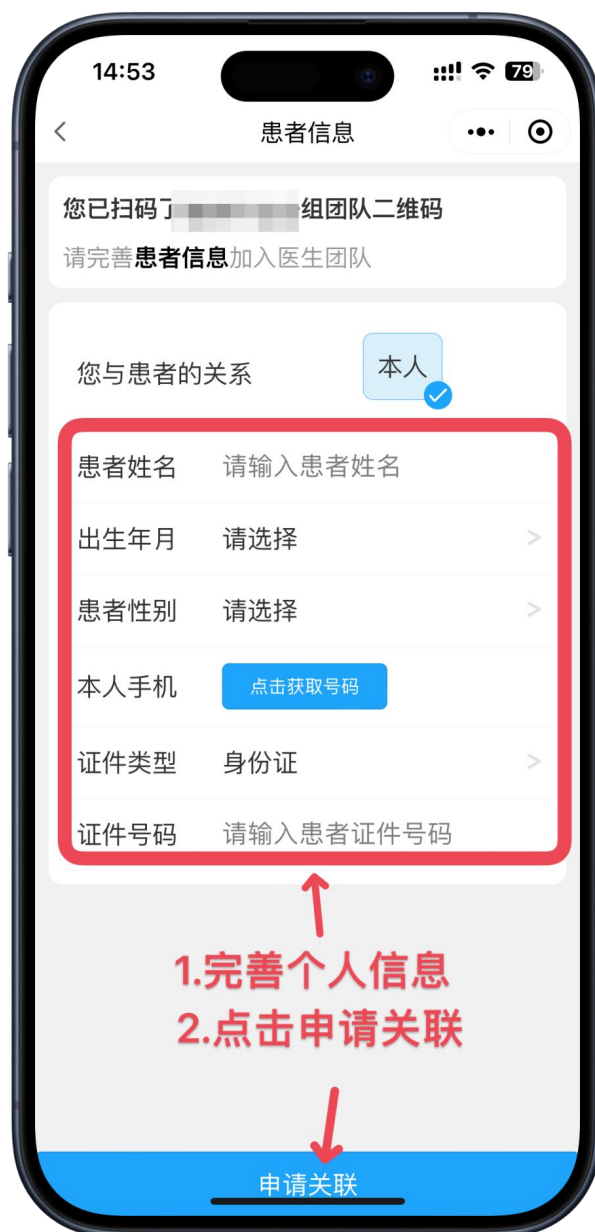 14:53
79
患者信息
您已扫码了 组团队二维码
请完善患者信息加入医生团队
您与患者的关系 本人
患者姓名 请输入患者姓名
出生年月 请选择
患者性别 请选择
本人手机 点击获取号码
证件类型 身份证
证件号码 请输入患者证件号码
1.完善个人信息
2.点击申请关联
申请关联